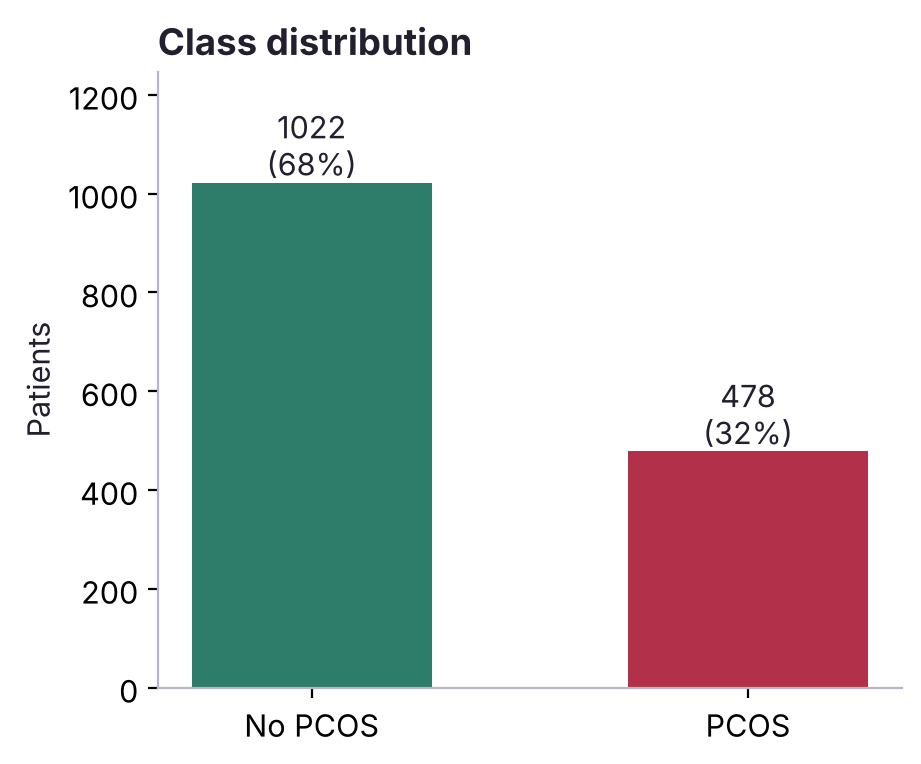 Class distribution
1200
1000
800
600
400
200
0
Patients
1022
(68%)
478
(32%)
No PCOS
PCOS